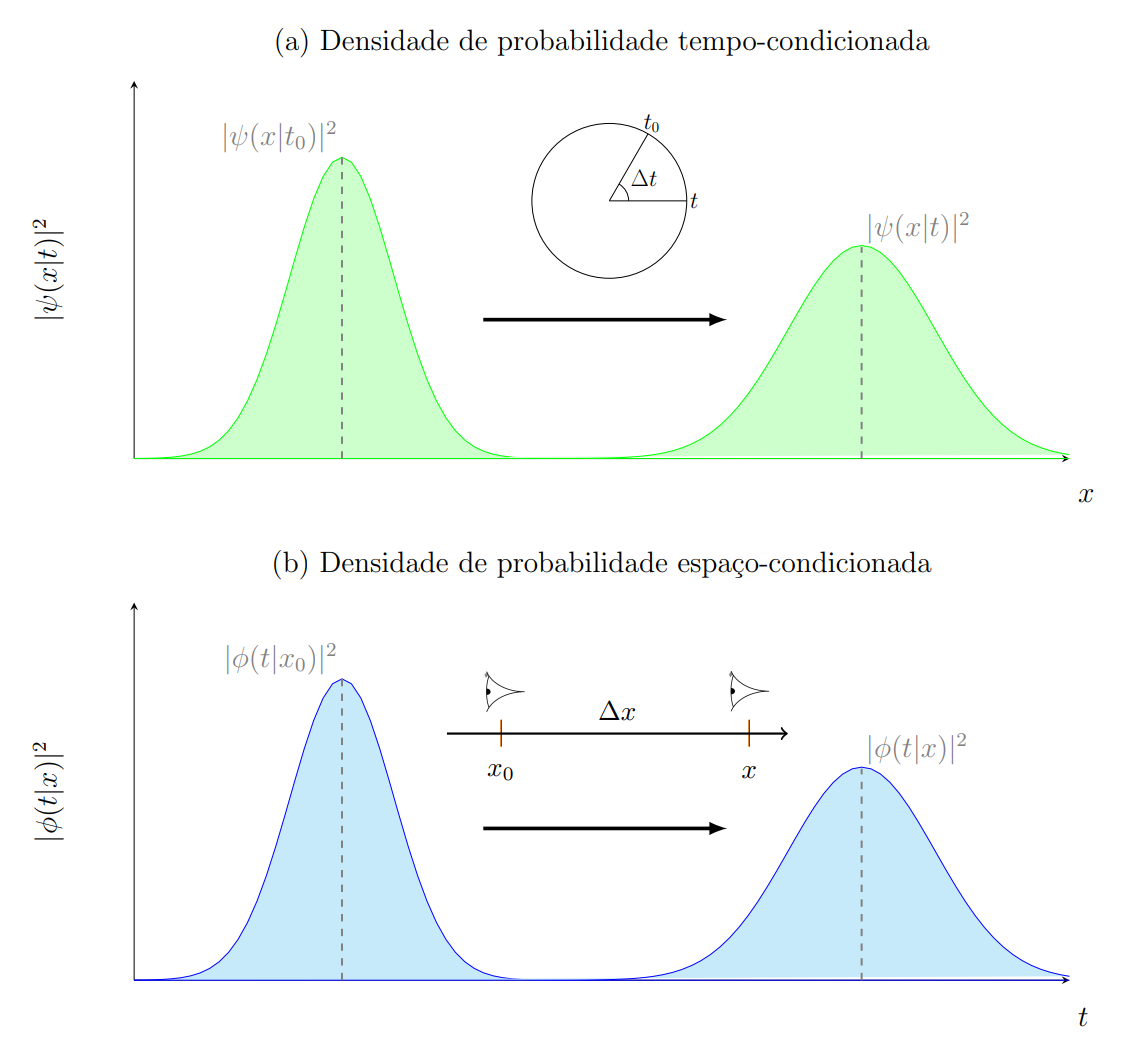 (a) Densidade de probabilidade tempo-condicionada
|ψ(x|t)|²
|ψ(x|t₀)|²
t₀
Δt
t
|ψ(x|t)|²
x
(b) Densidade de probabilidade espaço-condicionada
|ϕ(t|x)|²
|ϕ(t|x₀)|²
Δx
x₀
x
|ϕ(t|x)|²
t